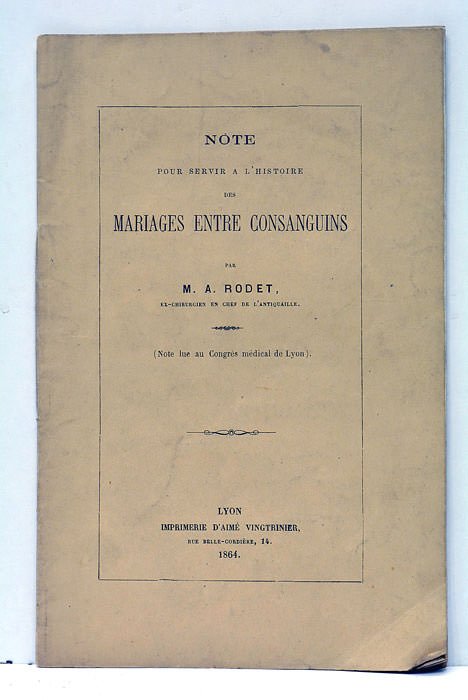 NOTE
POUR SERVIR A L'HISTOIRE
DES
MARIAGES ENTRE CONSANGUINS
PAR
M. A. RODET,
EX-CHIRURGIEN EN CHEF DE L'ANTIQUAILLE.
(Note lue au Congrès médical de Lyon).
LYON
IMPRIMERIE D'AIMÉ VINGTRINIER,
RUE BELLE-CORDIÈRE, 14.
1864.